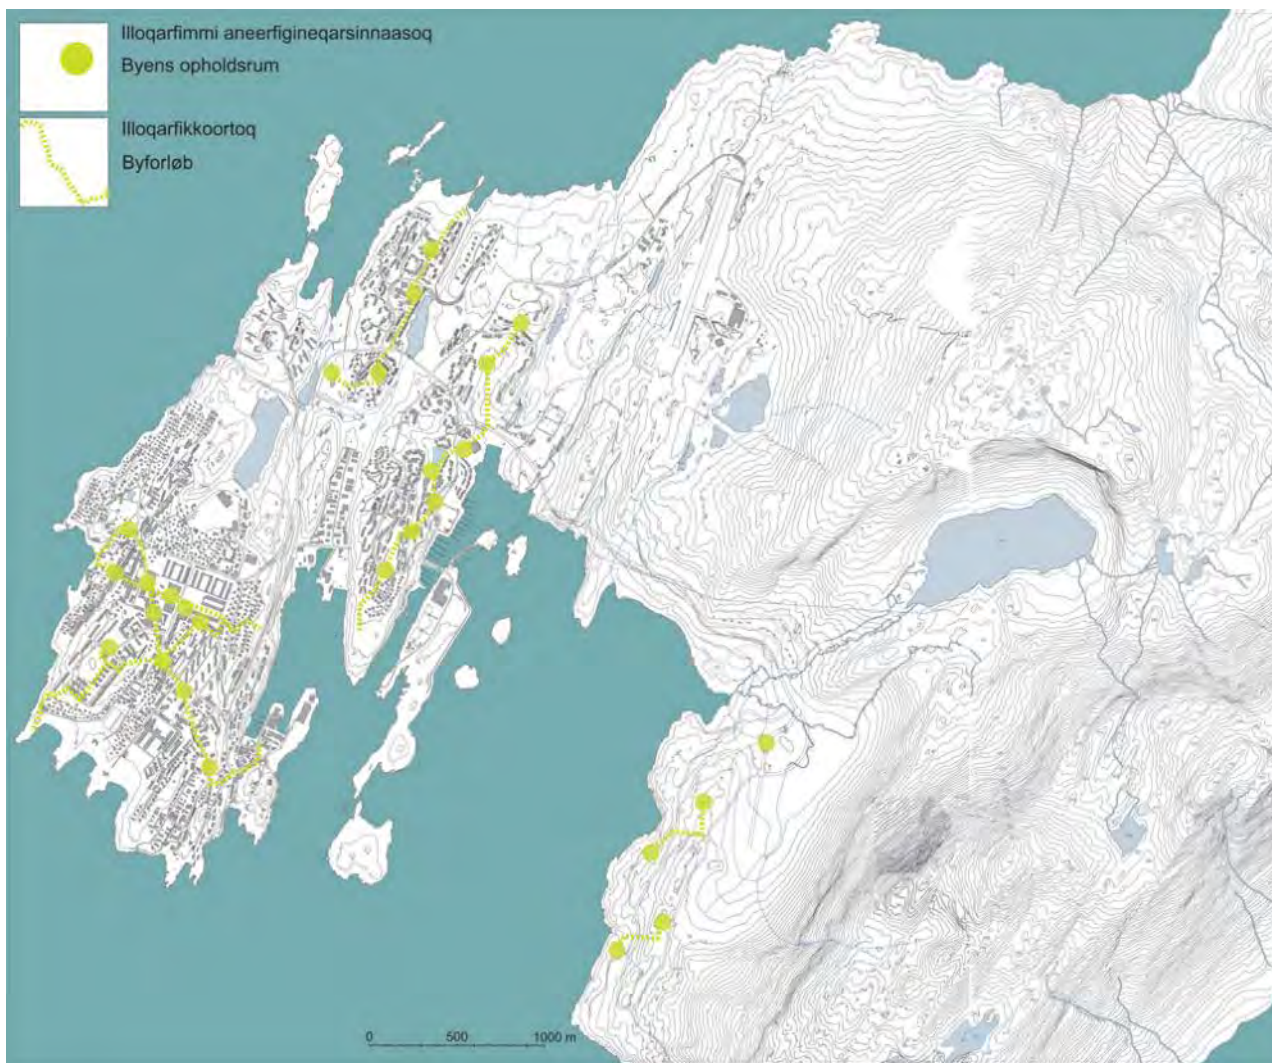 Illoqarfimmi aneerfigineqarsinnaasoq
Byens opholdsrum
Illoqarfikkoortoq
Byforløb
0 500 1000 m